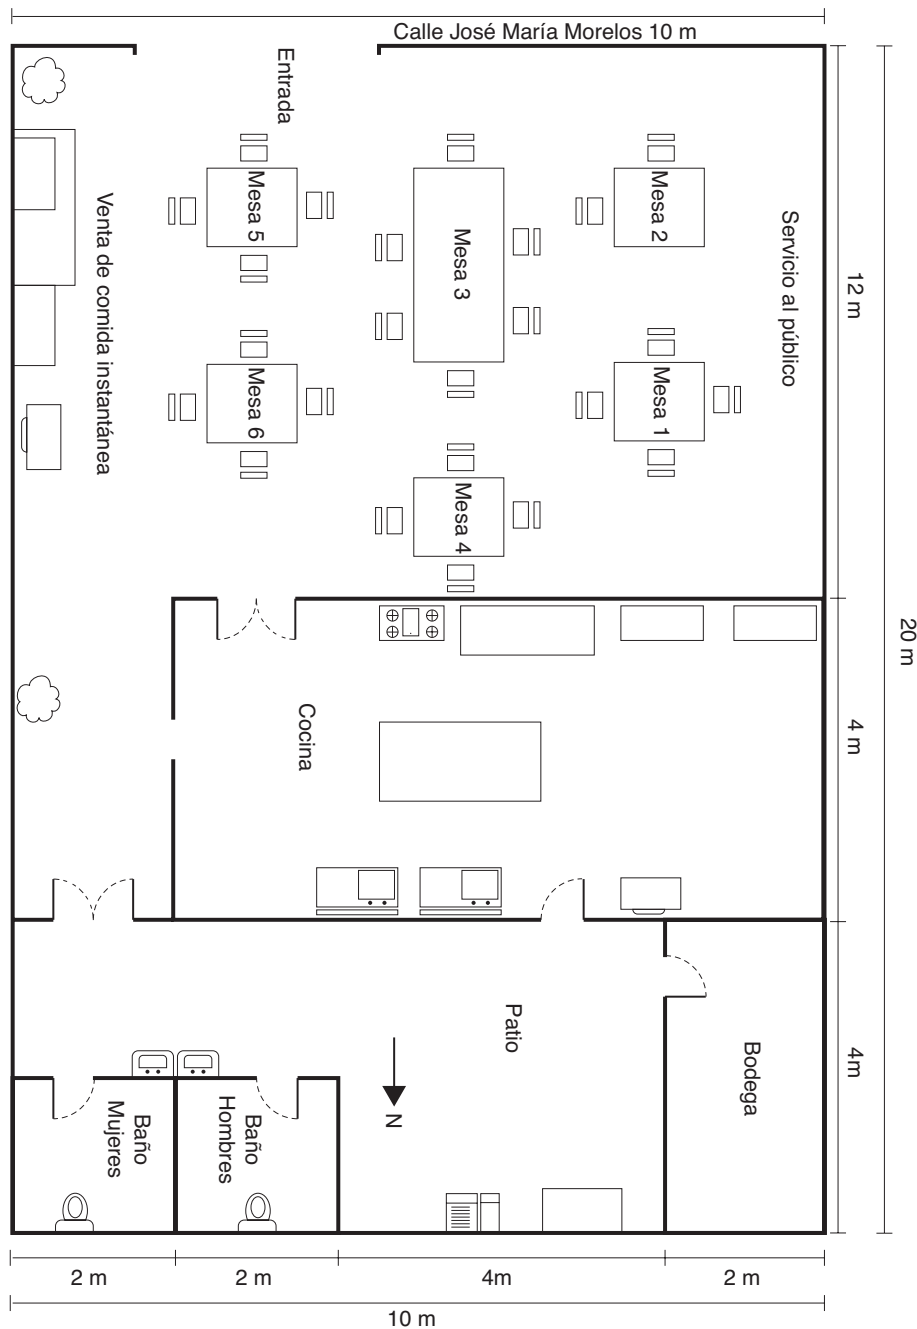 Calle José María Morelos 10 m
Entrada
Venta de comida instantánea
Mesa 5
Mesa 3
Mesa 2
Servicio al público
Mesa 6
Mesa 1
Mesa 4
12 m
20 m
Cocina
4 m
Patio
Bodega
4m
N
Baño
Mujeres
Baño
Hombres
2 m
2 m
4m
2 m
10 m